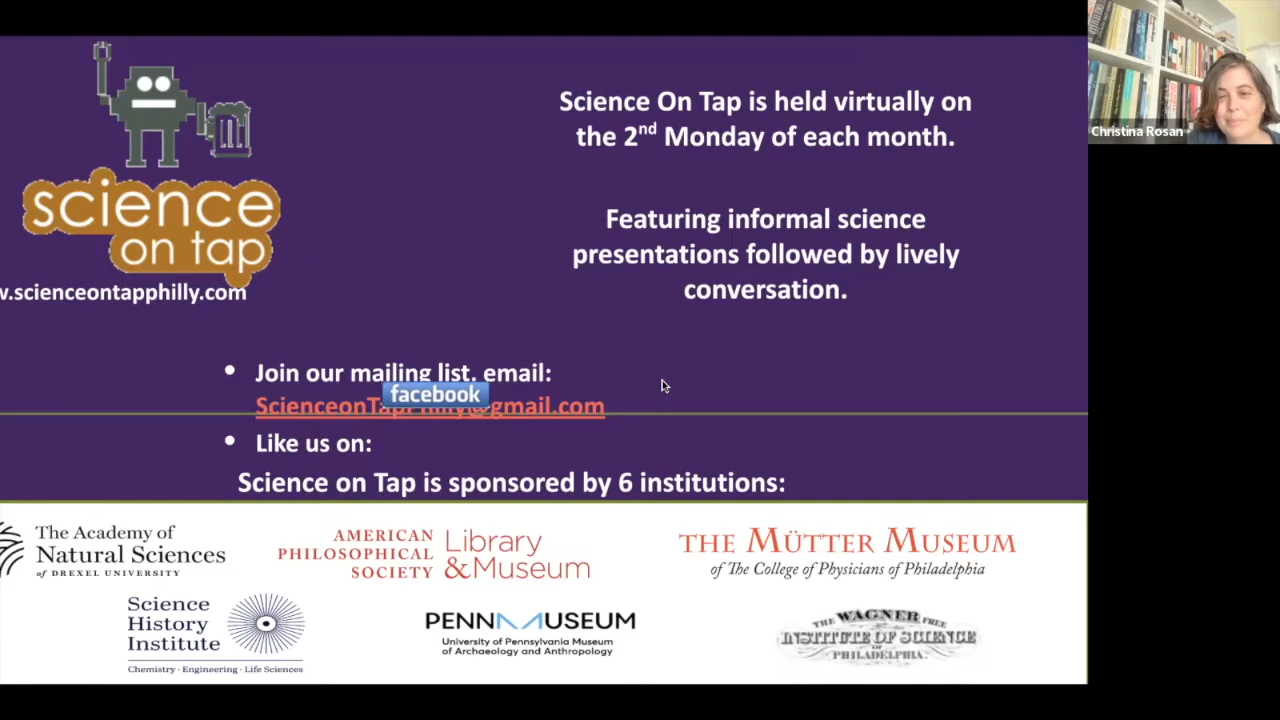 Science On Tap is held virtually on
the 2nd Monday of each month.
Christina Rosan
science
on tap
Featuring informal science
presentations followed by lively
conversation.
w.scienceontapphilly.com
• Join our mailing list, email:
facebook
ScienceonTapPhilly@gmail.com
• Like us on:
Science on Tap is sponsored by 6 institutions:
The Academy of
Natural Sciences
of DREXEL UNIVERSITY
AMERICAN
PHILOSOPHICAL
SOCIETY
Library
&Museum
THE MÜTTER MUSEUM
of The College of Physicians of Philadelphia
Science
History
Institute
Chemistry · Engineering · Life Sciences
PENN MUSEUM
University of Pennsylvania Museum
of Archaeology and Anthropology
THE WAGNER FREE
INSTITUTE OF SCIENCE
OF
PHILADELPHIA